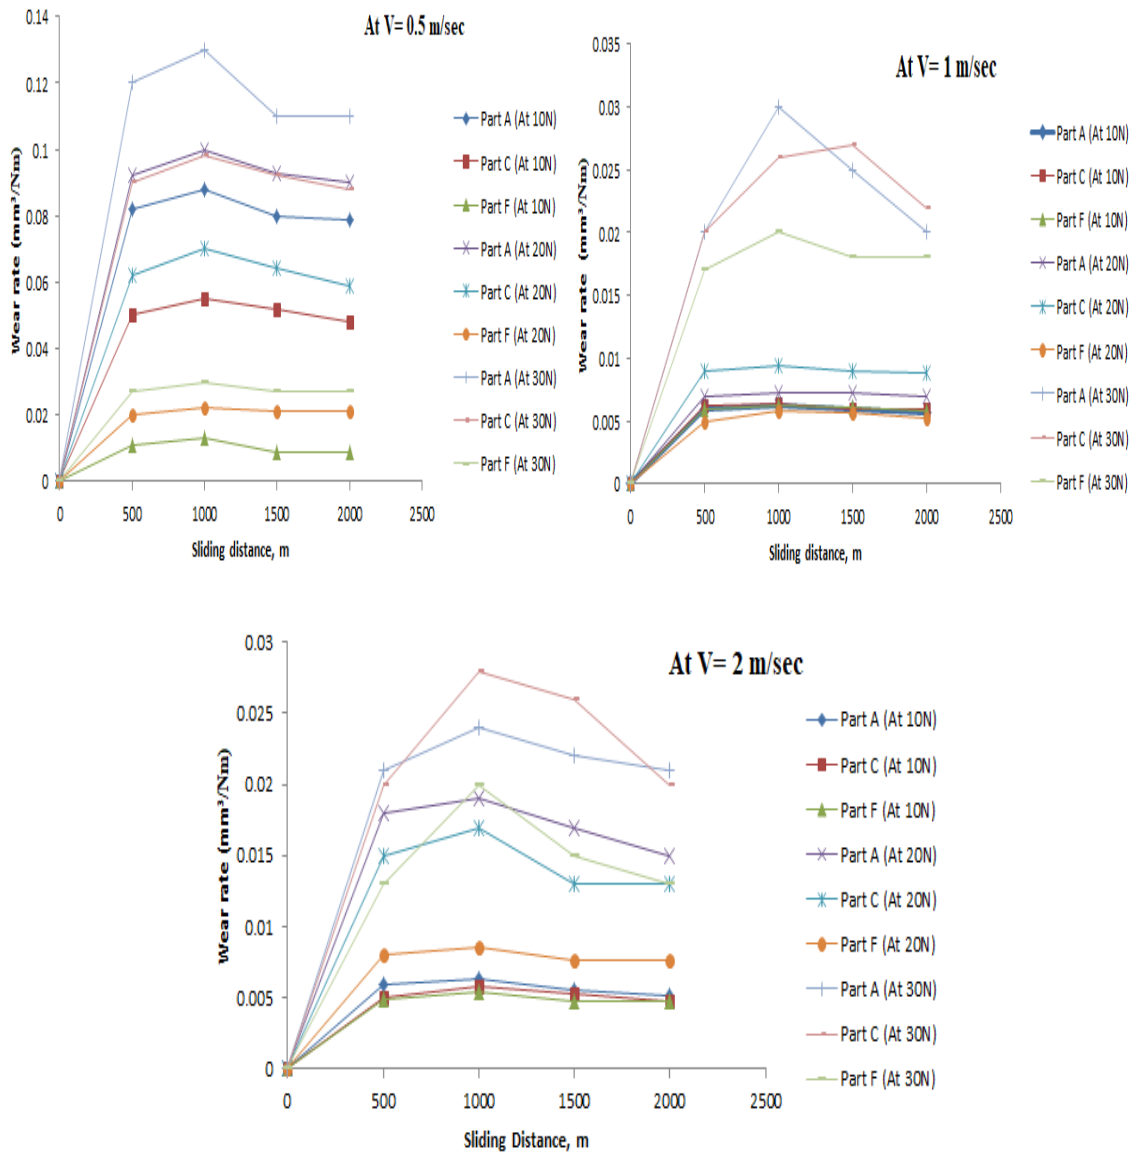 At V= 0.5 m/sec
Wear rate (mm³/Nm)
0.14
0.12
0.1
0.08
0.06
0.04
0.02
0
0 500 1000 1500 2000 2500
Sliding distance, m
Part A (At 10N)
Part C (At 10N)
Part F (At 10N)
Part A (At 20N)
Part C (At 20N)
Part F (At 20N)
Part A (At 30N)
Part C (At 30N)
Part F (At 30N)
At V= 1 m/sec
Wear rate (mm³/Nm)
0.035
0.03
0.025
0.02
0.015
0.01
0.005
0
0 500 1000 1500 2000 2500
Sliding distance, m
Part A (At 10N)
Part C (At 10N)
Part F (At 10N)
Part A (At 20N)
Part C (At 20N)
Part F (At 20N)
Part A (At 30N)
Part C (At 30N)
Part F (At 30N)
At V= 2 m/sec
Wear rate (mm³/Nm)
0.03
0.025
0.02
0.015
0.01
0.005
0
0 500 1000 1500 2000 2500
Sliding Distance, m
Part A (At 10N)
Part C (At 10N)
Part F (At 10N)
Part A (At 20N)
Part C (At 20N)
Part F (At 20N)
Part A (At 30N)
Part C (At 30N)
Part F (At 30N)